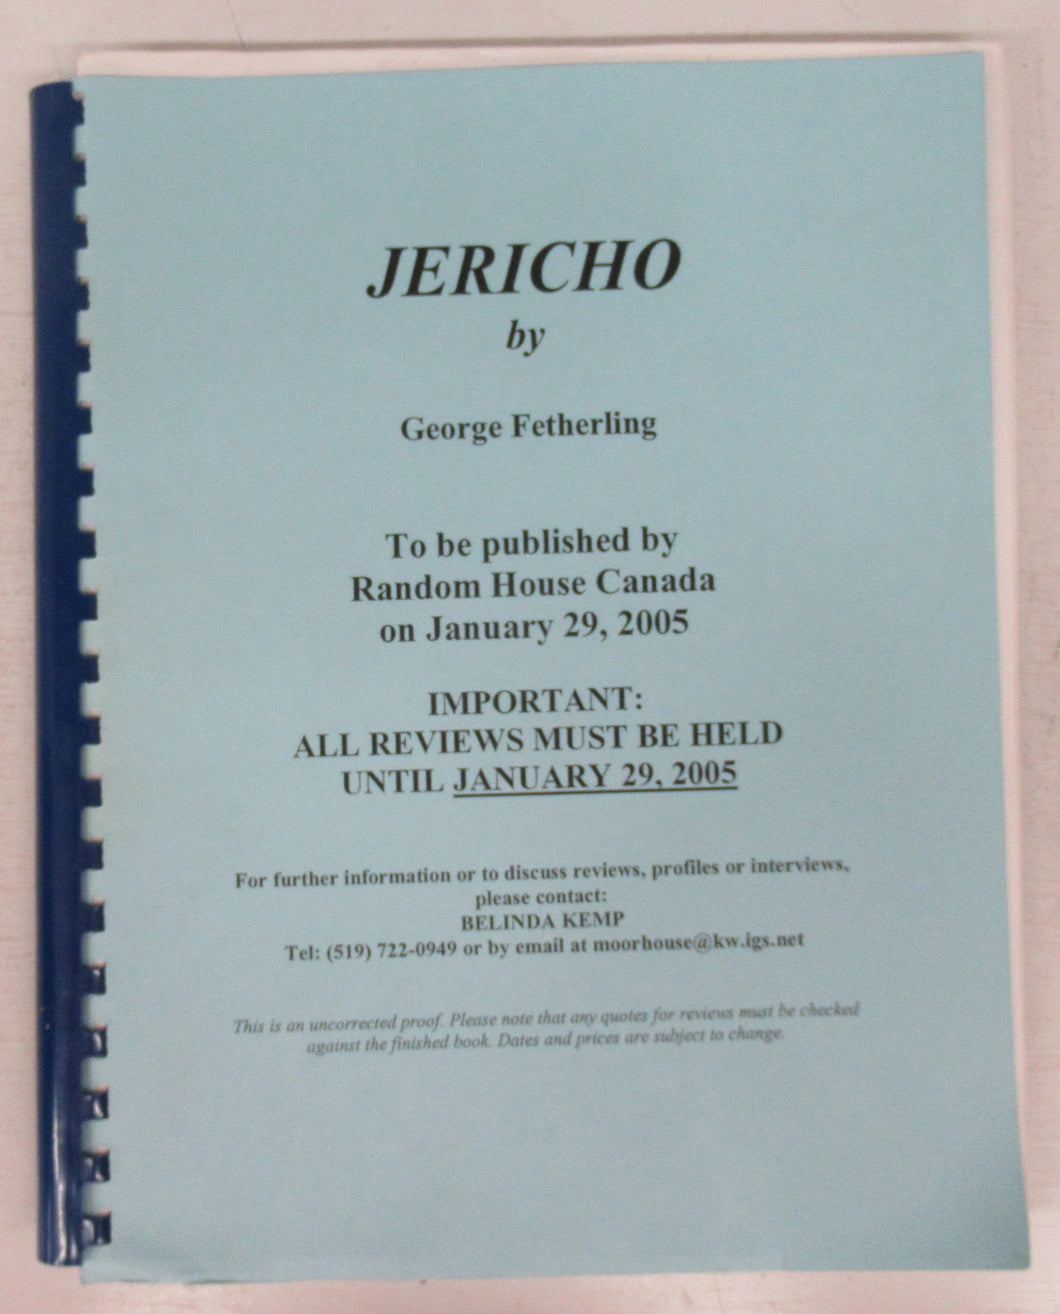 JERICHO
by
George Fetherling
To be published by
Random House Canada
on January 29, 2005
IMPORTANT:
ALL REVIEWS MUST BE HELD
UNTIL JANUARY 29, 2005
For further information or to discuss reviews, profiles or interviews,
please contact:
BELINDA KEMP
Tel: (519) 722-0949 or by email at moorhouse@kw.igs.net
This is an uncorrected proof. Please note that any quotes for reviews must be checked
against the finished book. Dates and prices are subject to change.